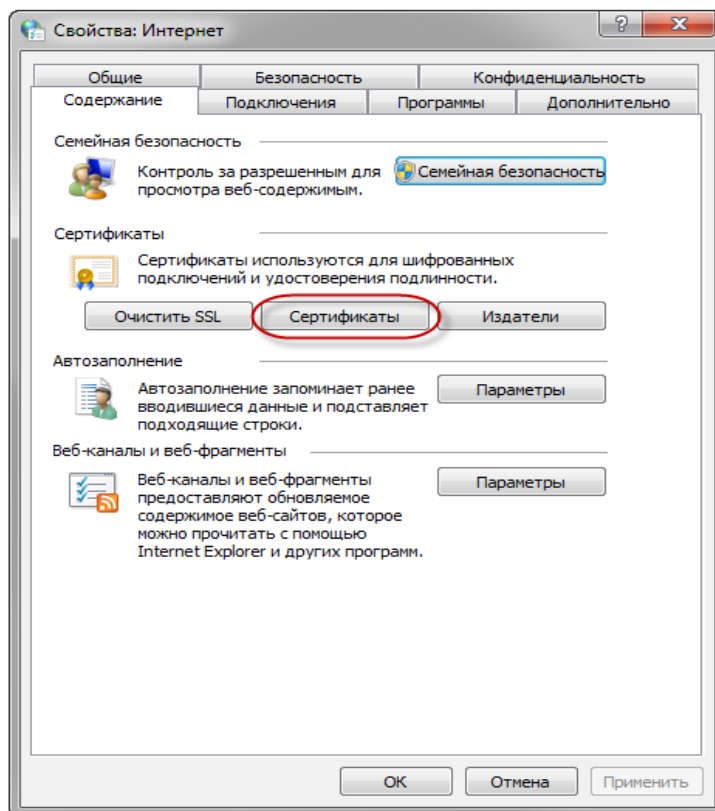 Свойства: Интернет
Общие Безопасность Конфиденциальность
Содержание Подключения Программы Дополнительно
Семейная безопасность
Контроль за разрешенным для
просмотра веб-содержимым.
Семейная безопасность
Сертификаты
Сертификаты используются для шифрованных
подключений и удостоверения подлинности.
Очистить SSL Сертификаты Издатели
Автозаполнение
Автозаполнение запоминает ранее
вводившиеся данные и подставляет
подходящие строки.
Параметры
Веб-каналы и веб-фрагменты
Веб-каналы и веб-фрагменты
предоставляют обновляемое
содержимое веб-сайтов, которое
можно прочитать с помощью
Internet Explorer и других программ.
Параметры
ОК Отмена Применить